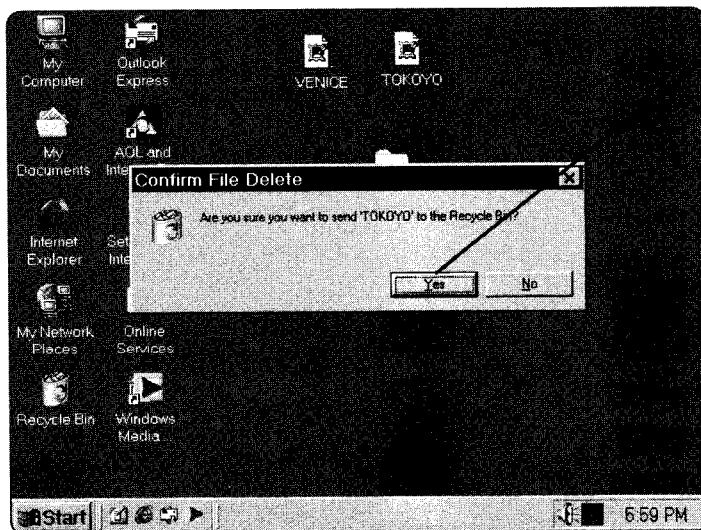 My
Computer
Outlook
Express
VENICE
TOKOYO
My
Documents
AOL and
Inte
Confirm File Delete
Are you sure you want to send 'TOKOYO' to the Recycle Bin?
Yes
No
Internet
Explorer
Set
Inte
My Network
Places
Online
Services
Recycle Bin
Windows
Media...
Start
6:59 PM